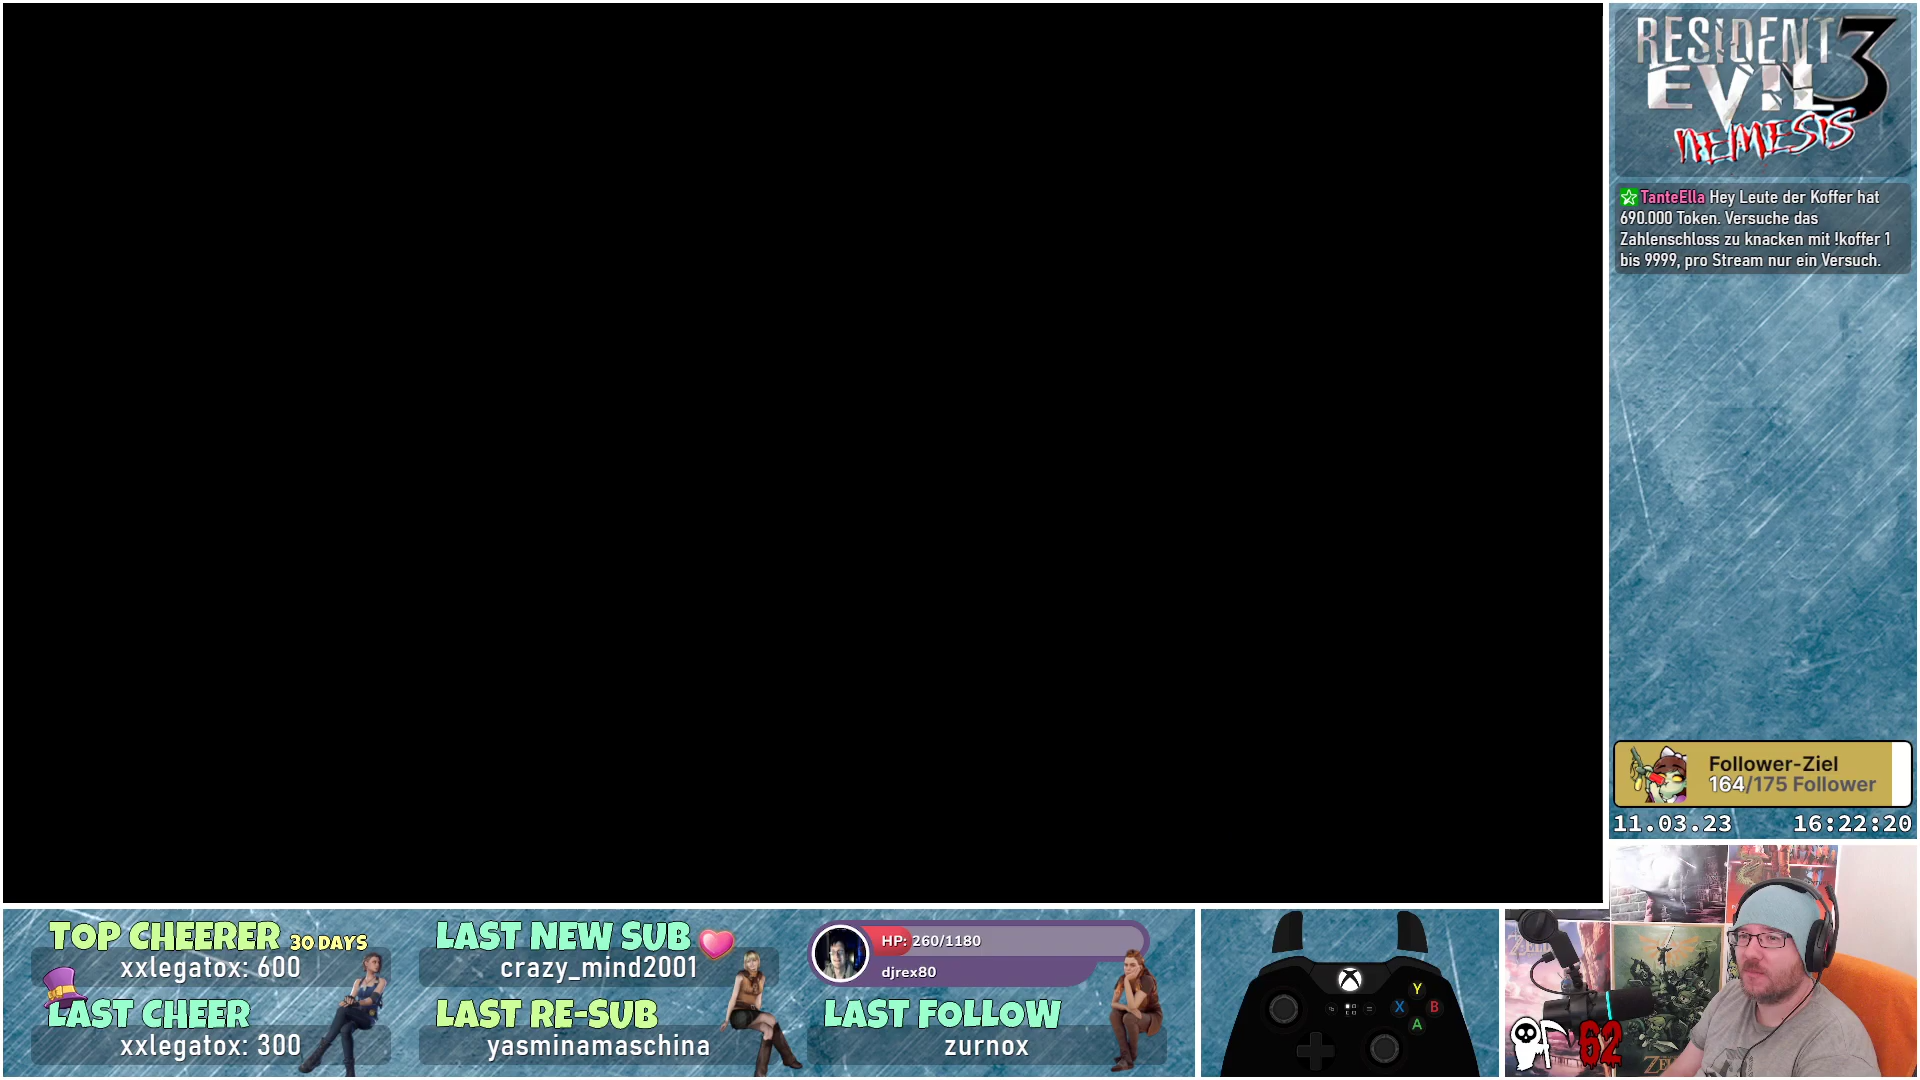 RESIDENT
EVIL 3
NEMESIS
TanteElla Hey Leute der Koffer hat
690.000 Token. Versuche das
Zahlenschloss zu knacken mit !koffer 1
bis 9999, pro Stream nur ein Versuch.
Follower-Ziel
164/175 Follower
11.03.23 16:22:20
TOP CHEERER 30 DAYS
xxlegatox: 600
LAST CHEER
xxlegatox: 300
LAST NEW SUB
crazy_mind2001
LAST RE-SUB
yasminamaschina
HP: 260/1180
djrex80
LAST FOLLOW
zurnox
Y
X B
A
62